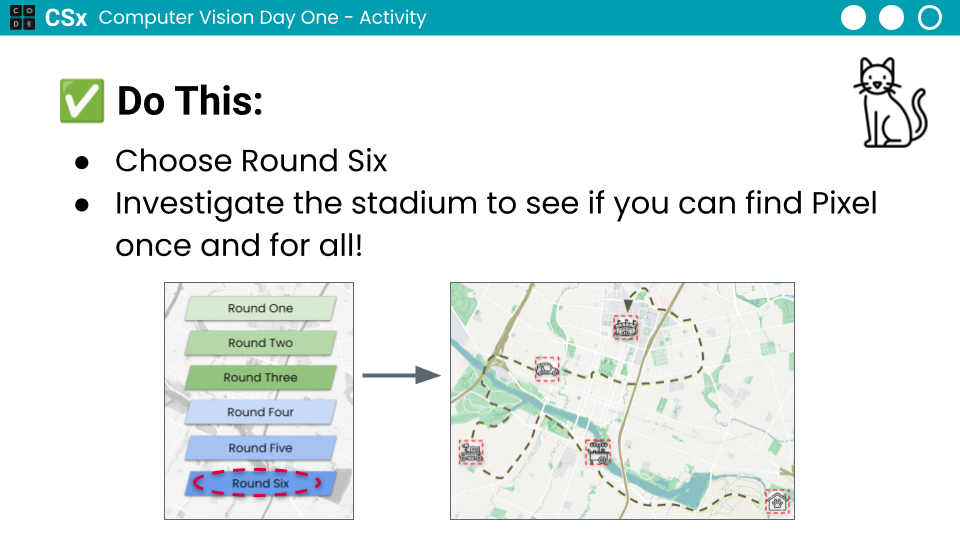 C O
D E
CSx Computer Vision Day One - Activity
✅ Do This:
● Choose Round Six
● Investigate the stadium to see if you can find Pixel
once and for all!
Round One
Round Two
Round Three
Round Four
Round Five
Round Six